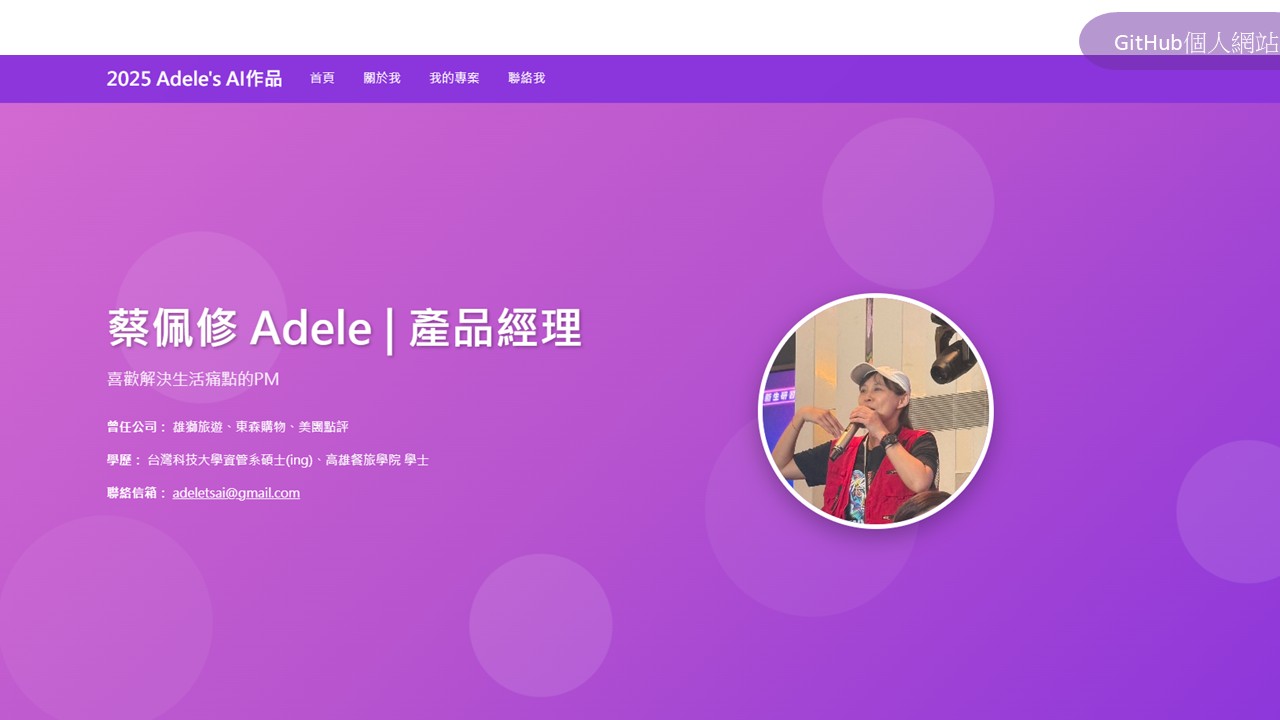 GitHub個人網站
2025 Adele's AI作品
首頁
關於我
我的專案
聯絡我
蔡佩修 Adele | 產品經理
喜歡解決生活痛點的PM
曾任公司： 雄獅旅遊、東森購物、美團點評
學歷： 台灣科技大學資管系碩士(ing)、高雄餐旅學院 學士
聯絡信箱： adeletsai@gmail.com